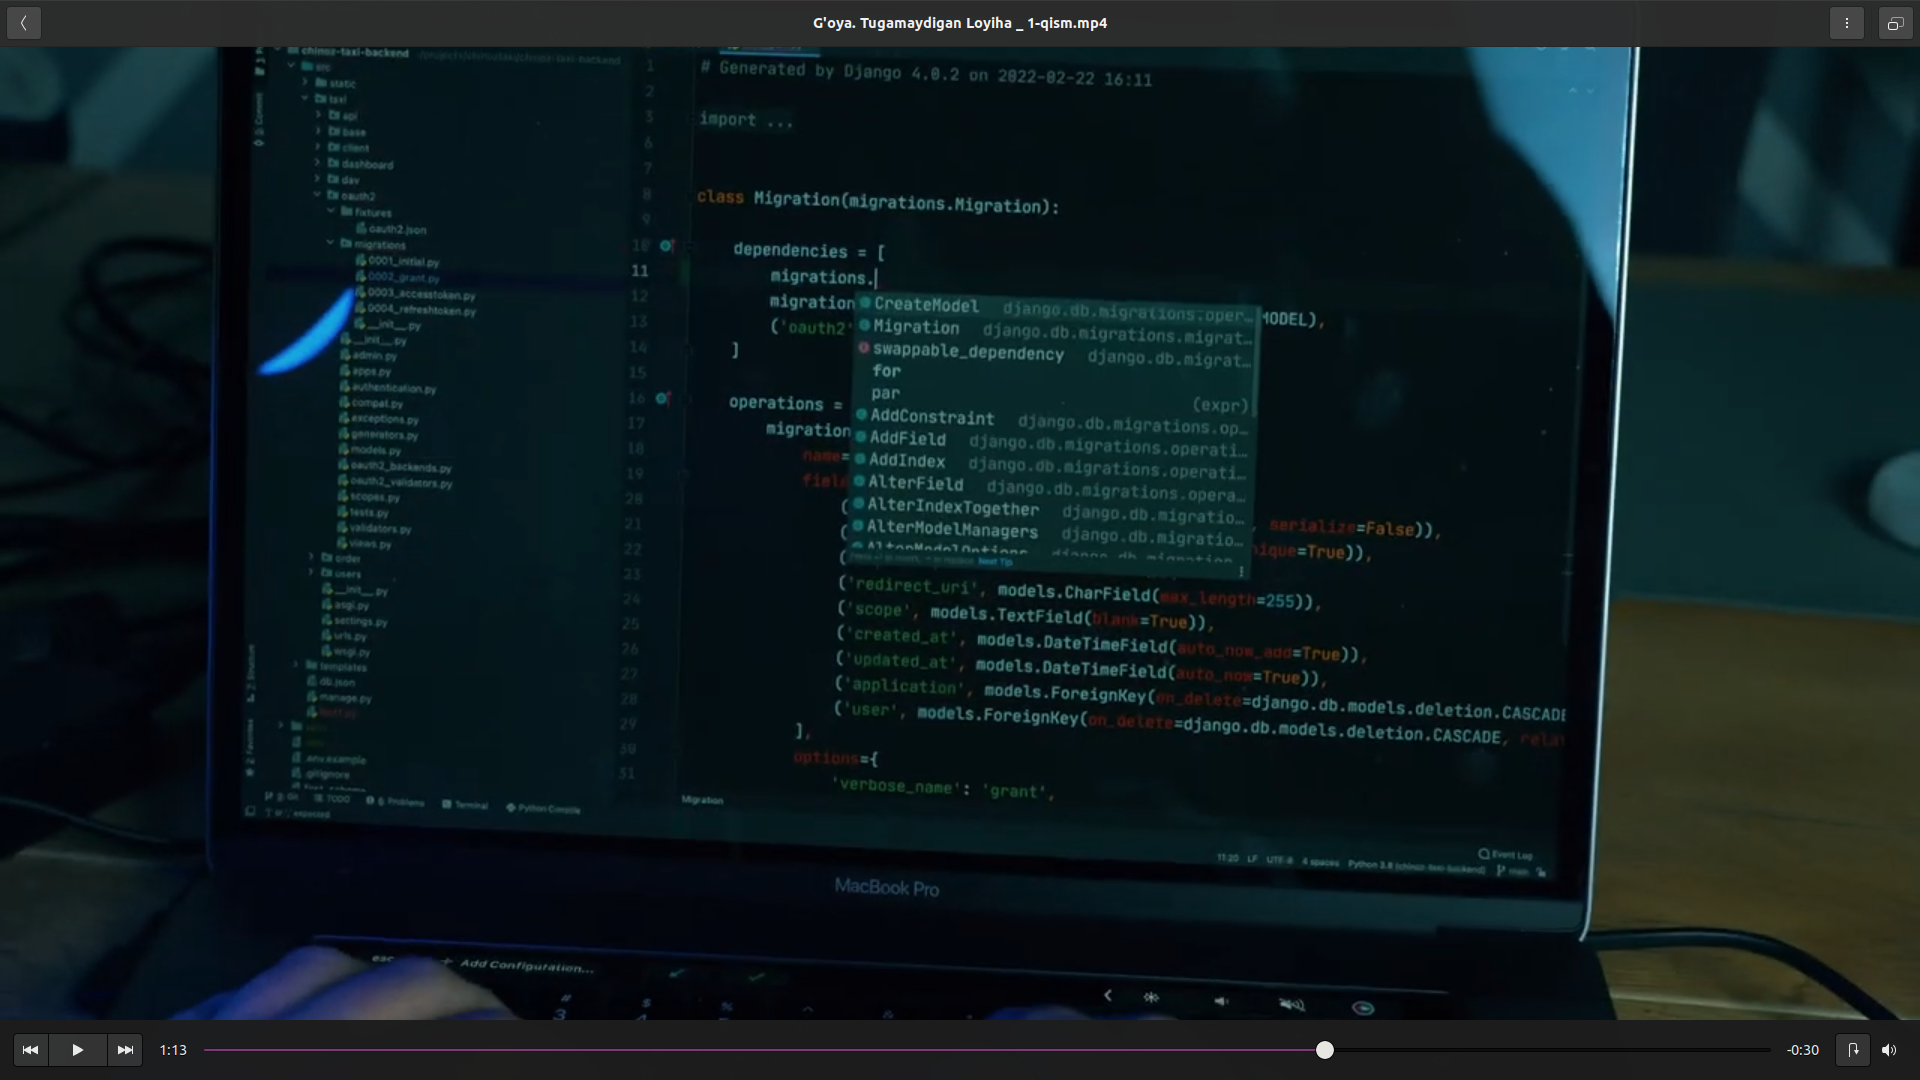 G'oya. Tugamaydigan Loyiha _ 1-qism.mp4
chinoz-taxi-backend
src
static
taxi
api
base
client
dashboard
dav
oauth2
fixtures
oauth2.json
migrations
0001_initial.py
0002_grant.py
0003_accesstoken.py
0004_refreshtoken.py
__init__.py
__init__.py
admin.py
apps.py
authentication.py
compat.py
exceptions.py
generators.py
models.py
oauth2_backends.py
oauth2_validators.py
scopes.py
tests.py
validators.py
views.py
order
users
__init__.py
asgi.py
settings.py
urls.py
wsgi.py
templates
db.json
manage.py
.env.example
.gitignore
TODO
6: Problems
Terminal
Python Console
1 # Generated by Django 4.0.2 on 2022-02-22 16:11
2
3 import ...
6
7
8 class Migration(migrations.Migration):
9
10 dependencies = [
11 migrations.
12 migration MODEL),
13 ('oauth2'
14 ]
15
16 operations =
17 migration
18 name=
19 field
20 ( , serialize=False)),
21 ( nique=True)),
22 (
23 ('redirect_uri', models.CharField(max_length=255)),
24 ('scope', models.TextField(blank=True)),
25 ('created_at', models.DateTimeField(auto_now_add=True)),
26 ('updated_at', models.DateTimeField(auto_now=True)),
27 ('application', models.ForeignKey(on_delete=django.db.models.deletion.CASCADE
28 ('user', models.ForeignKey(on_delete=django.db.models.deletion.CASCADE, relat
29 ],
30 options={
31 'verbose_name': 'grant',
CreateModel django.db.migrations.oper…
Migration django.db.migrations.migrat…
swappable_dependency django.db.migrat…
for
par (expr)
AddConstraint django.db.migrations.op…
AddField django.db.migrations.operati…
AddIndex django.db.migrations.operati…
AlterField django.db.migrations.opera…
AlterIndexTogether django.db.migratio…
AlterModelManagers django.db.migratio…
AlterModelOptions django.db.migration
Next Tip
Migration
Event Log
11:20 LF UTF-8 4 spaces Python 3.8 (chinoz-taxi-backend) main
MacBook Pro
esc
Add Configuration...
# $ %
3 4
1:13
-0:30